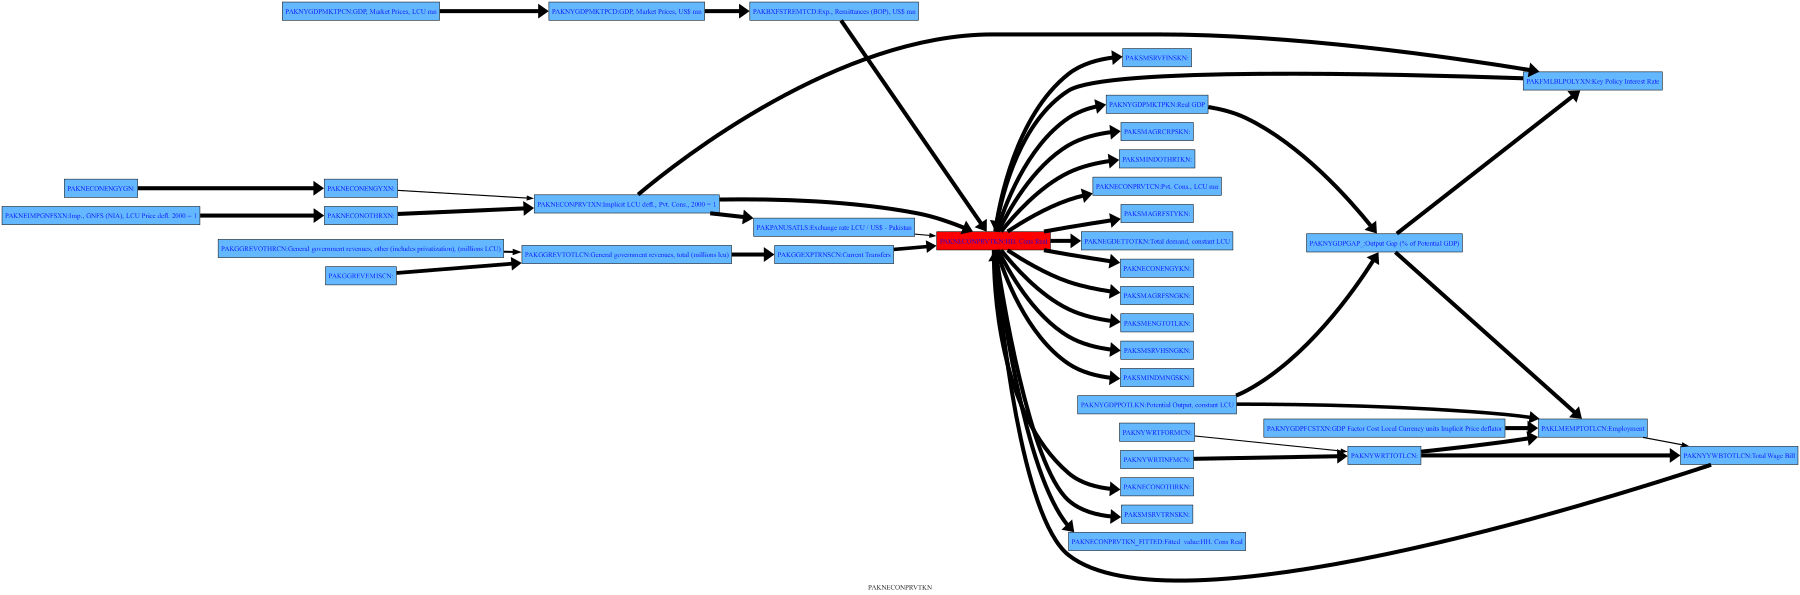 PAKNYGDPMKTPCN:GDP, Market Prices, LCU mn
PAKNYGDPMKTPCD:GDP, Market Prices, US$ mn
PAKBXFSTREMTCD:Exp., Remittances (BOP), US$ mn
PAKSMSRVFINSKN:
PAKFMLBLPOLYXN:Key Policy Interest Rate
PAKNYGDPMKTPKN:Real GDP
PAKSMAGRCRPSKN:
PAKSMINDOTHRTKN:
PAKNECONENGYGN:
PAKNECONENGYXN:
PAKNECONPRVTCN:Pvt. Cons., LCU mn
PAKNECONPRVTXN:Implicit LCU defl., Pvt. Cons., 2000 = 1
PAKNEIMPGNFSXN:Imp., GNFS (NIA), LCU Price defl. 2000 = 1
PAKNECONOTHRXN:
PAKSMAGRFSTYKN:
PAKPANUSATLS:Exchange rate LCU / US$ - Pakistan
PAKNECONPRVTKN:HH. Cons Real
PAKNEGDETTOTKN:Total demand, constant LCU
PAKNYGDPGAP_:Output Gap (% of Potential GDP)
PAKGGREVOTHRCN:General government revenues, other (includes privatization), (millions LCU)
PAKGGREVTOTLCN:General government revenues, total (millions lcu)
PAKGGEXPTRNSCN:Current Transfers
PAKNECONENGYKN:
PAKGGREVEMISCN:
PAKSMAGRFSNGKN:
PAKSMENGTOTLKN:
PAKSMSRVHSNGKN:
PAKSMINDMNGSKN:
PAKNYGDPPOTLKN:Potential Output, constant LCU
PAKNYGDPFCSTXN:GDP Factor Cost Local Currency units Implicit Price deflator
PAKLMEMPTOTLCN:Employment
PAKNYWRTFORMCN:
PAKNYWRTINFMCN:
PAKNYWRTTOTLCN:
PAKNYYWBTOTLCN:Total Wage Bill
PAKNECONOTHRKN:
PAKSMSRVTRNSKN:
PAKNECONPRVTKN_FITTED:Fitted value:HH. Cons Real
PAKNECONPRVTKN